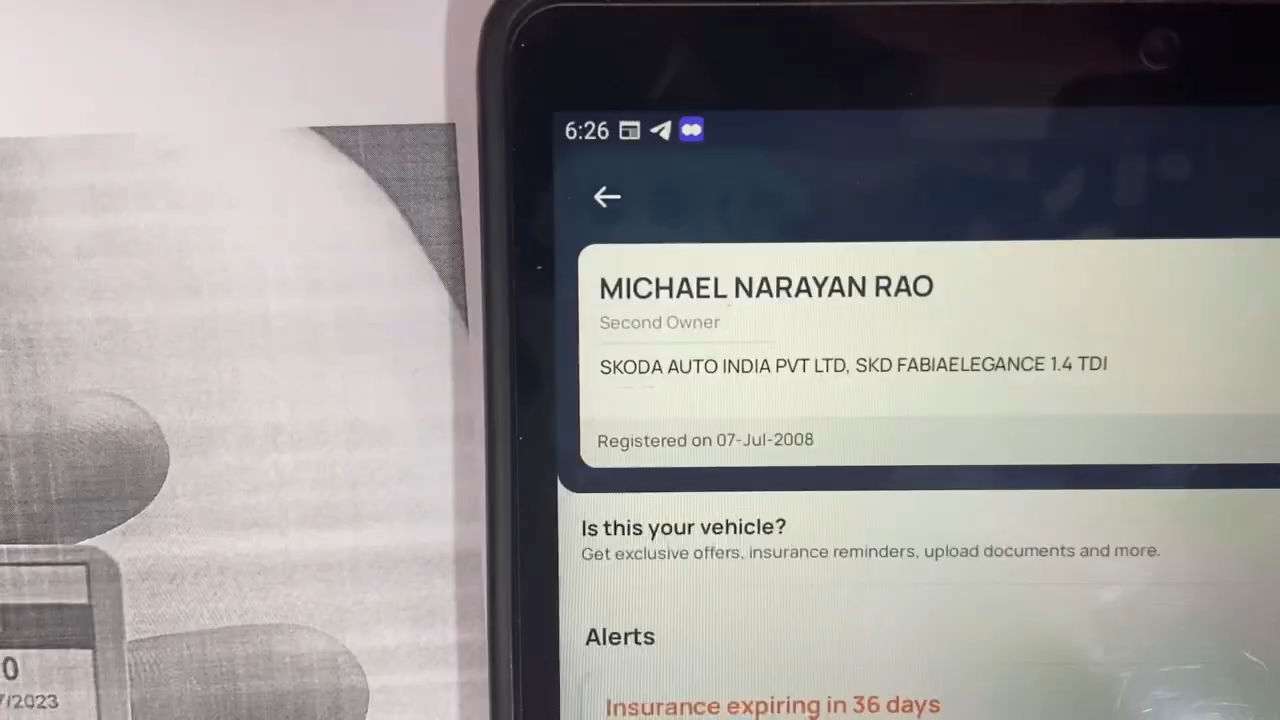 6:26
MICHAEL NARAYAN RAO
Second Owner
SKODA AUTO INDIA PVT LTD, SKD FABIAELEGANCE 1.4 TDI
Registered on 07-Jul-2008
Is this your vehicle?
Get exclusive offers, insurance reminders, upload documents and more.
Alerts
Insurance expiring in 36 days
0
7/2023